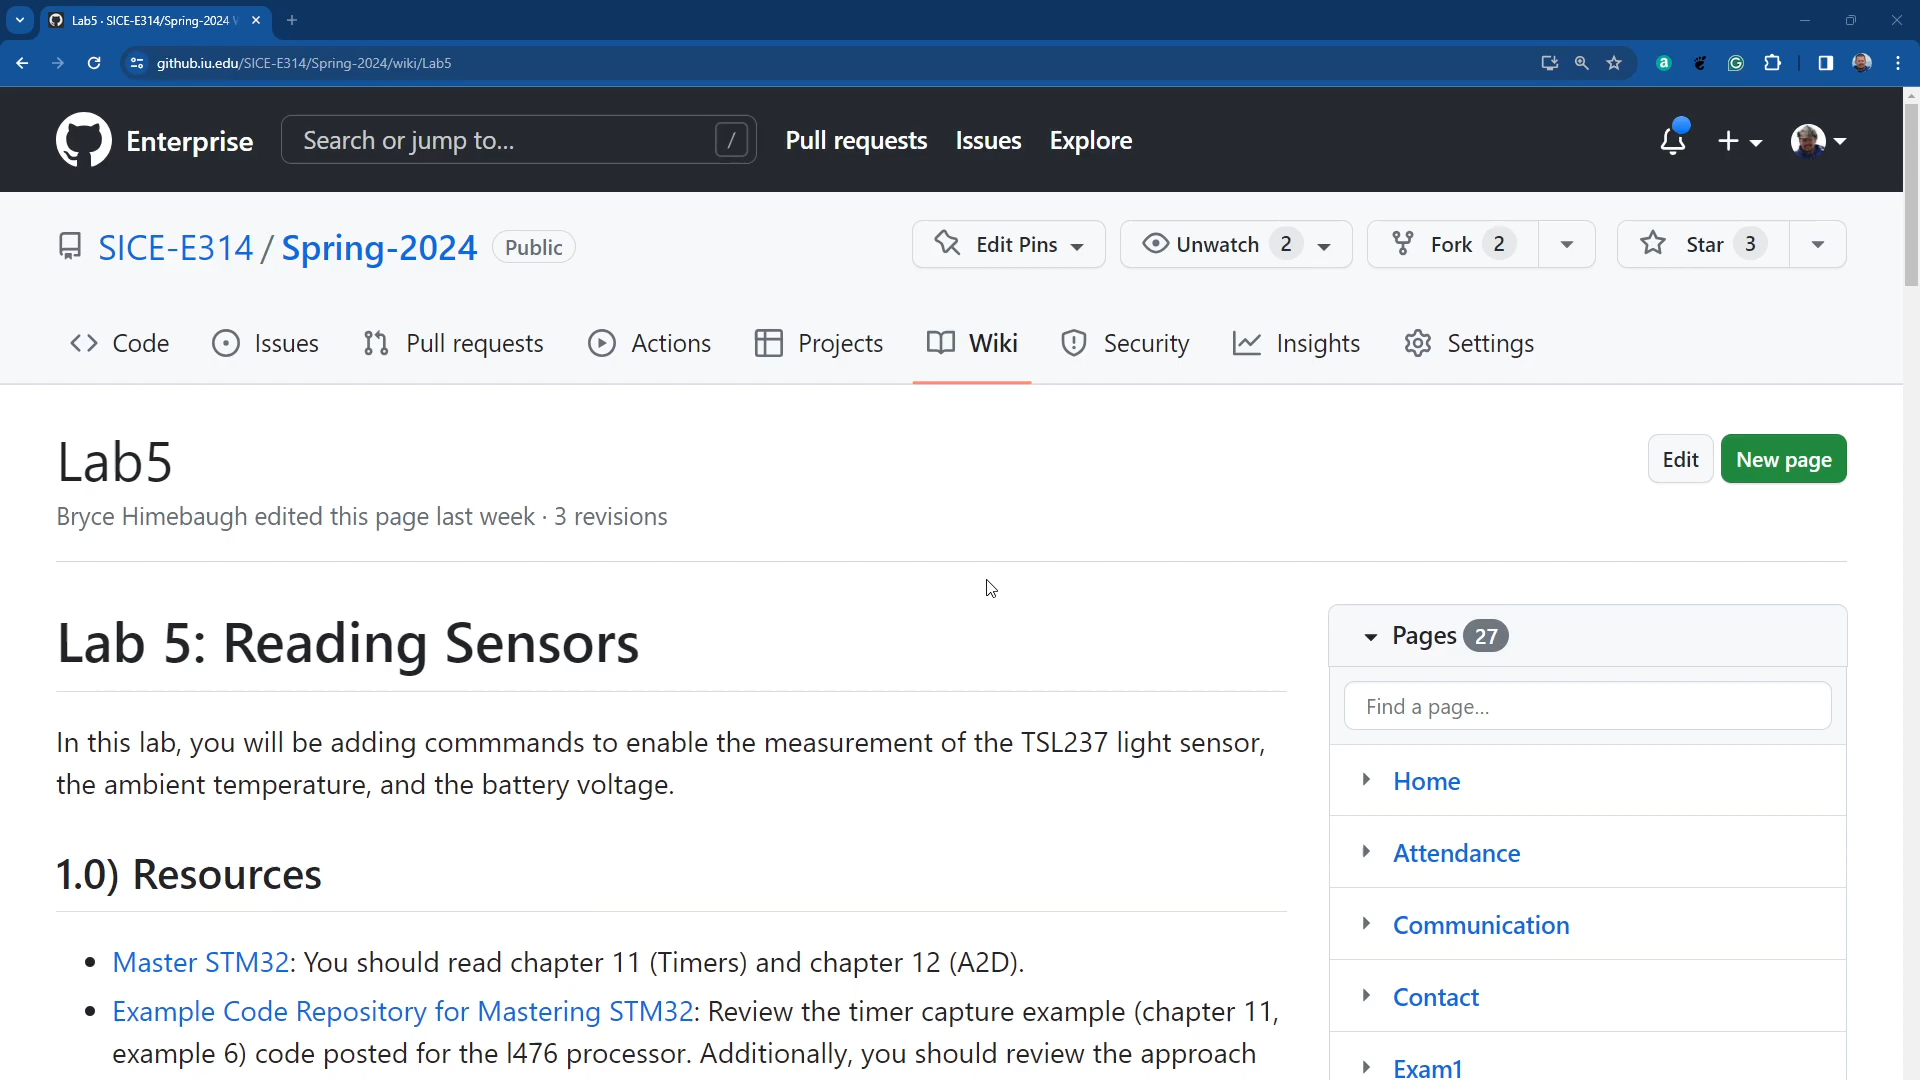 Lab5 · SICE-E314/Spring-2024
github.iu.edu/SICE-E314/Spring-2024/wiki/Lab5
Enterprise
Search or jump to...
/
Pull requests
Issues
Explore
SICE-E314 / Spring-2024
Public
Edit Pins
Unwatch 2
Fork 2
Star 3
Code
Issues
Pull requests
Actions
Projects
Wiki
Security
Insights
Settings
Lab5
Edit
New page
Bryce Himebaugh edited this page last week · 3 revisions
Lab 5: Reading Sensors
In this lab, you will be adding commmands to enable the measurement of the TSL237 light sensor,
the ambient temperature, and the battery voltage.
1.0) Resources
• Master STM32: You should read chapter 11 (Timers) and chapter 12 (A2D).
• Example Code Repository for Mastering STM32: Review the timer capture example (chapter 11,
example 6) code posted for the l476 processor. Additionally, you should review the approach
Pages 27
Find a page...
Home
Attendance
Communication
Contact
Exam1